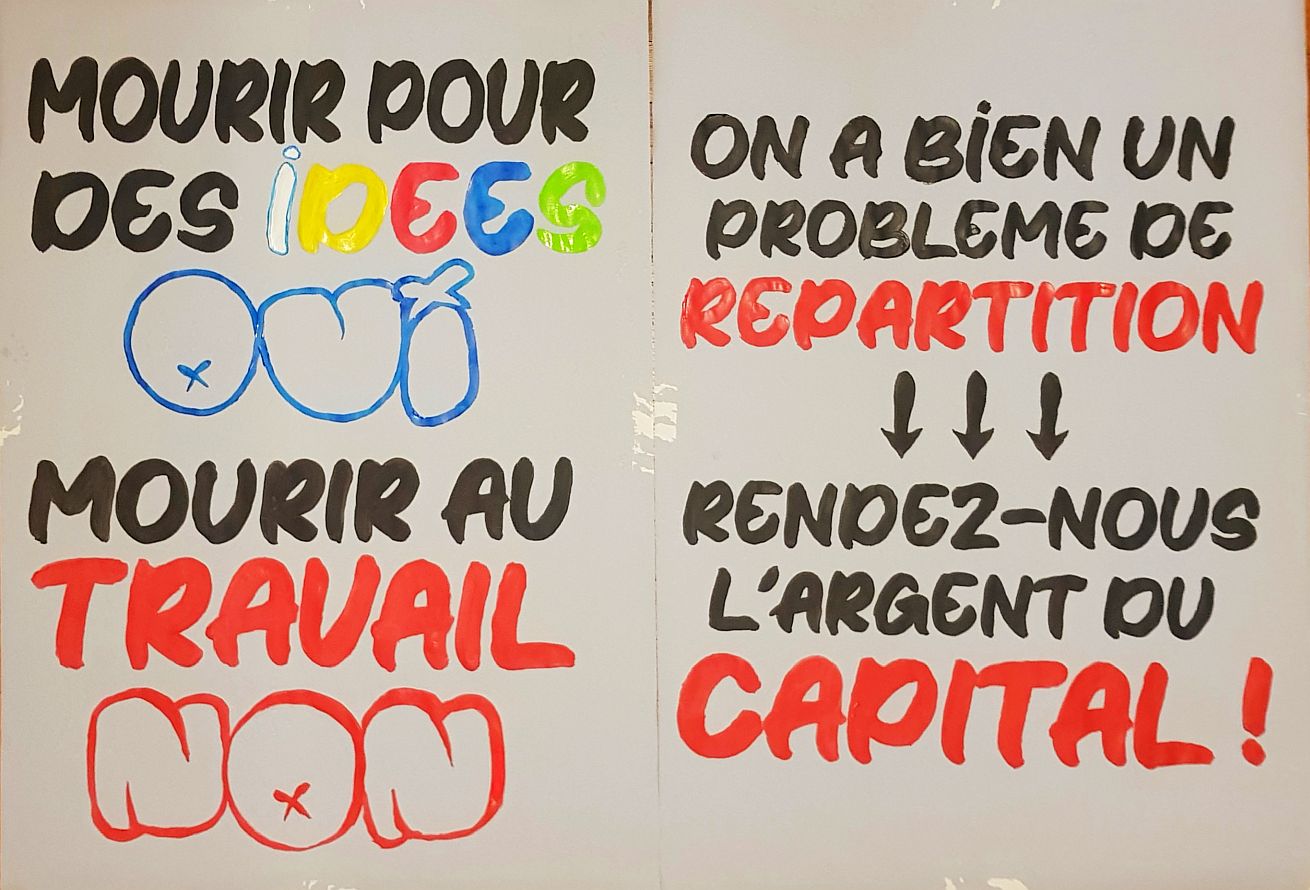 MOURIR POUR
DES iDEES
OUi
MOURIR AU
TRAVAIL
NON
ON A BiEN UN
PROBLEME DE
REPARTITION
↓ ↓ ↓
RENDEZ-NOUS
L'ARGENT DU
CAPITAL !